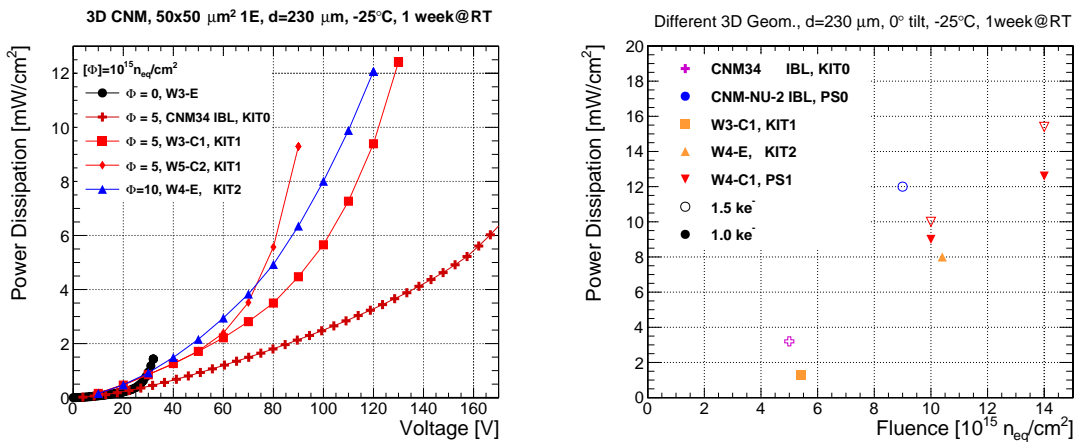 3D CNM, 50x50 μm² 1E, d=230 μm, -25°C, 1 week@RT
Power Dissipation [mW/cm²]
12
10
8
6
4
2
0
[Φ]=10¹⁵nₑq/cm²
Φ = 0, W3-E
Φ = 5, CNM34 IBL, KIT0
Φ = 5, W3-C1, KIT1
Φ = 5, W5-C2, KIT1
Φ=10, W4-E, KIT2
0 20 40 60 80 100 120 140 160
Voltage [V]
Different 3D Geom., d=230 μm, 0° tilt, -25°C, 1week@RT
Power Dissipation [mW/cm²]
20
18
16
14
12
10
8
6
4
2
0
CNM34 IBL, KIT0
CNM-NU-2 IBL, PS0
W3-C1, KIT1
W4-E, KIT2
W4-C1, PS1
1.5 ke⁻
1.0 ke⁻
0 2 4 6 8 10 12 14
Fluence [10¹⁵ nₑq/cm²]